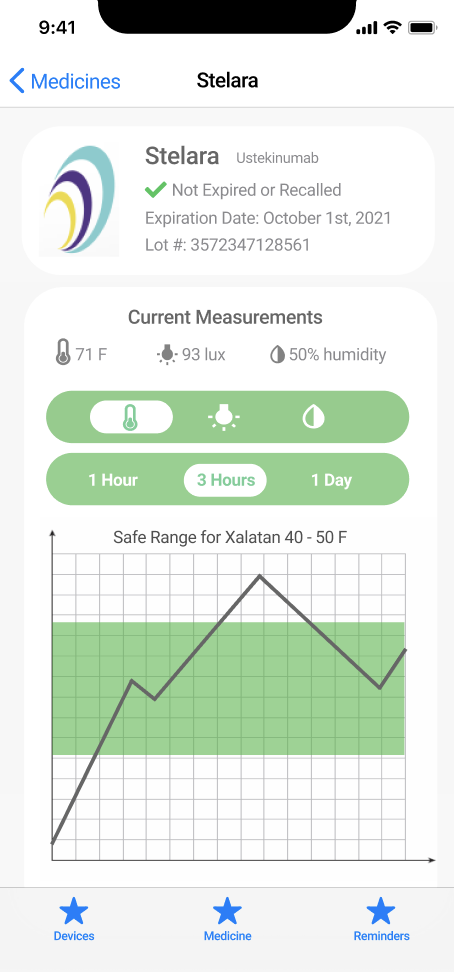 9:41
Medicines
Stelara
Stelara Ustekinumab
Not Expired or Recalled
Expiration Date: October 1st, 2021
Lot #: 3572347128561
Current Measurements
71 F 93 lux 50% humidity
1 Hour 3 Hours 1 Day
Safe Range for Xalatan 40 - 50 F
Devices Medicine Reminders